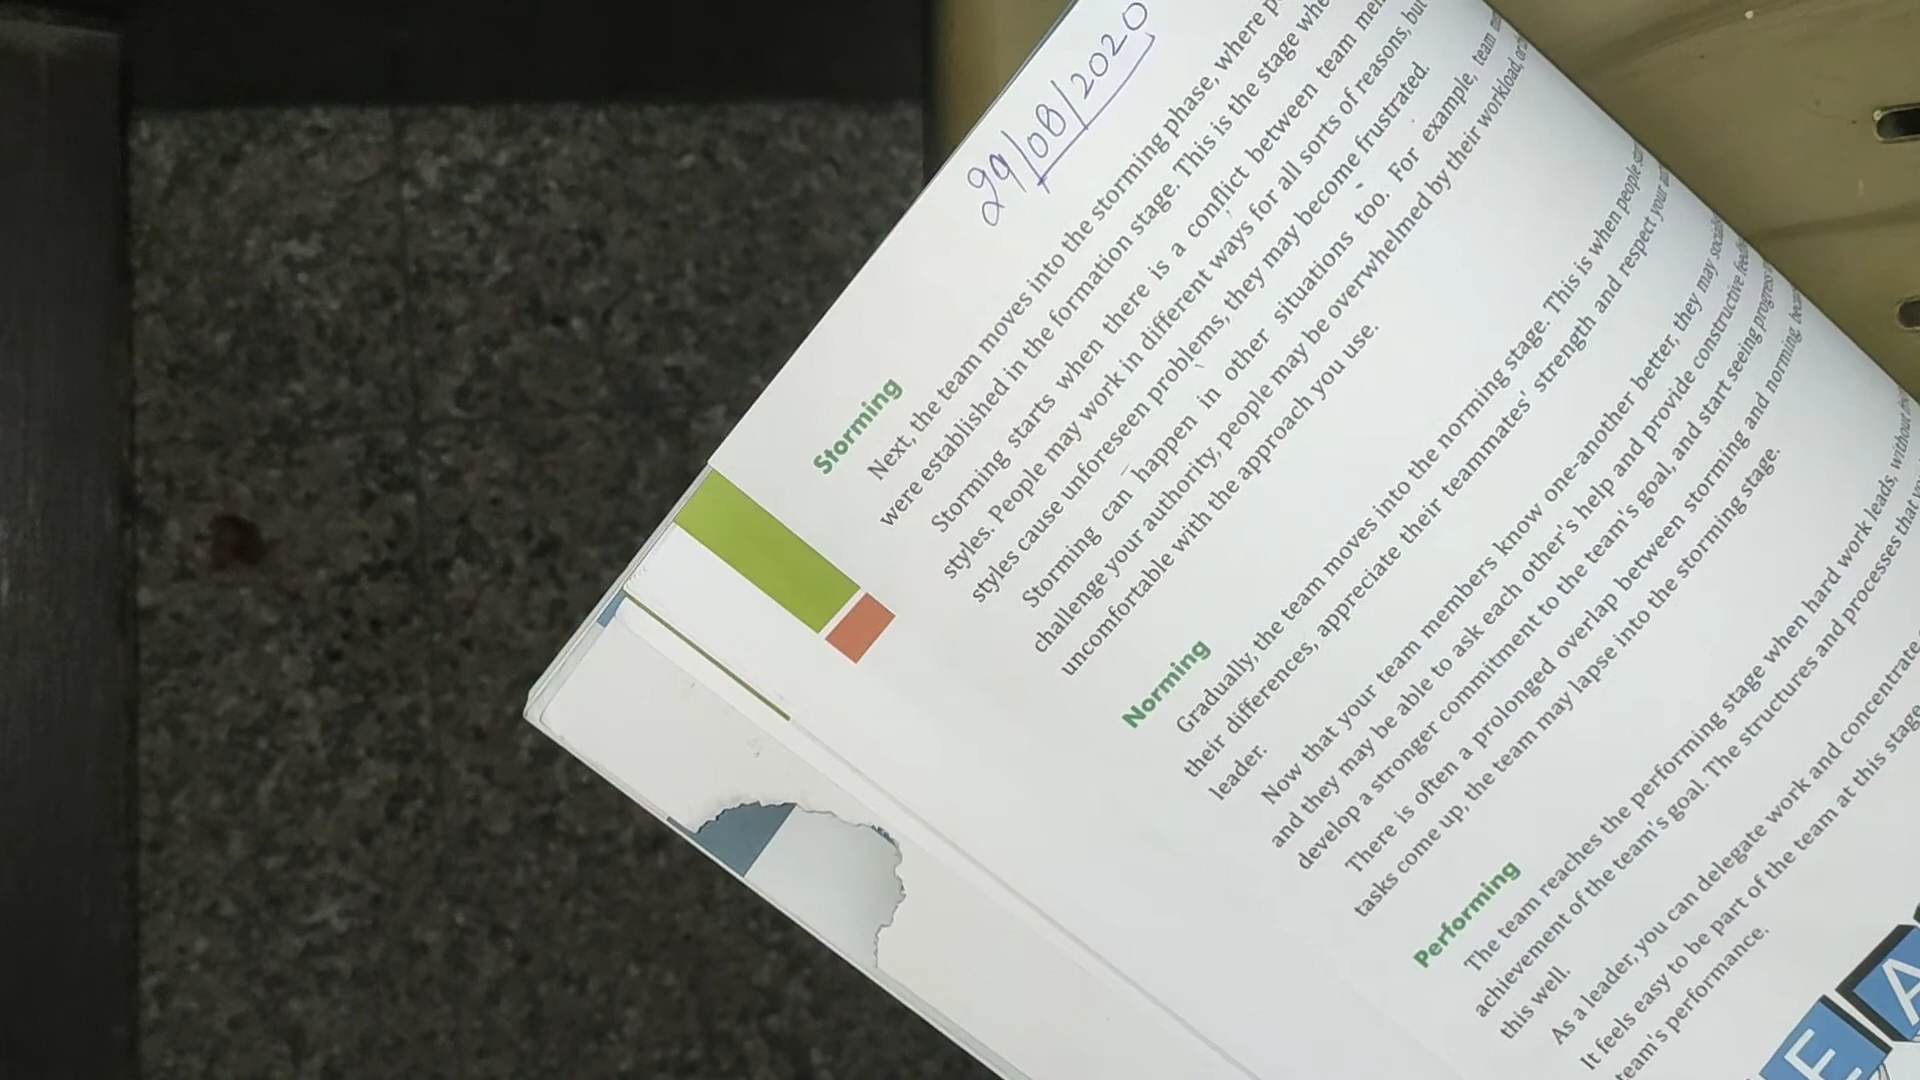 29/08/2020
Storming
Next, the team moves into the storming phase, where
were established in the formation stage. This is the stage
Storming starts when there is a conflict between team
styles. People may work in different ways for all sorts of reasons, but
styles cause unforeseen problems, they may become frustrated.
Storming can happen in other situations too. For example, team
challenge your authority, people may be overwhelmed by their workload, or
uncomfortable with the approach you use.
Norming
Gradually, the team moves into the norming stage. This is when people
their differences, appreciate their teammates' strength and respect your
leader.
Now that your team members know one-another better, they may
and they may be able to ask each other's help and provide constructive
develop a stronger commitment to the team's goal, and start seeing progress
There is often a prolonged overlap between storming and norming,
tasks come up, the team may lapse into the storming stage.
Performing
The team reaches the performing stage when hard work leads, without
achievement of the team's goal. The structures and processes that
this well.
As a leader, you can delegate work and concentrate
It feels easy to be part of the team at this stage
team's performance.
E A